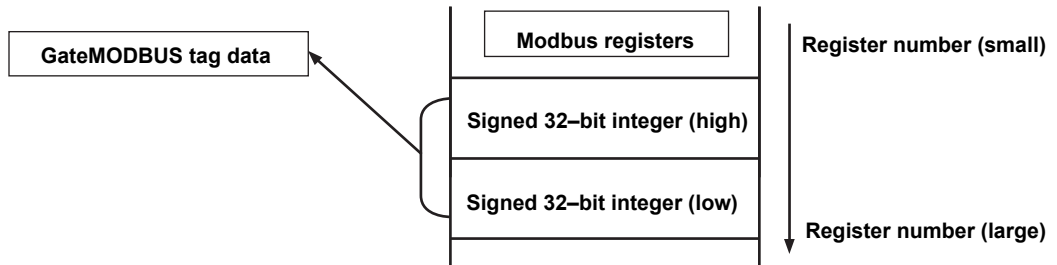 Modbus registers
Register number (small)
GateMODBUS tag data
Signed 32–bit integer (high)
Signed 32–bit integer (low)
Register number (large)